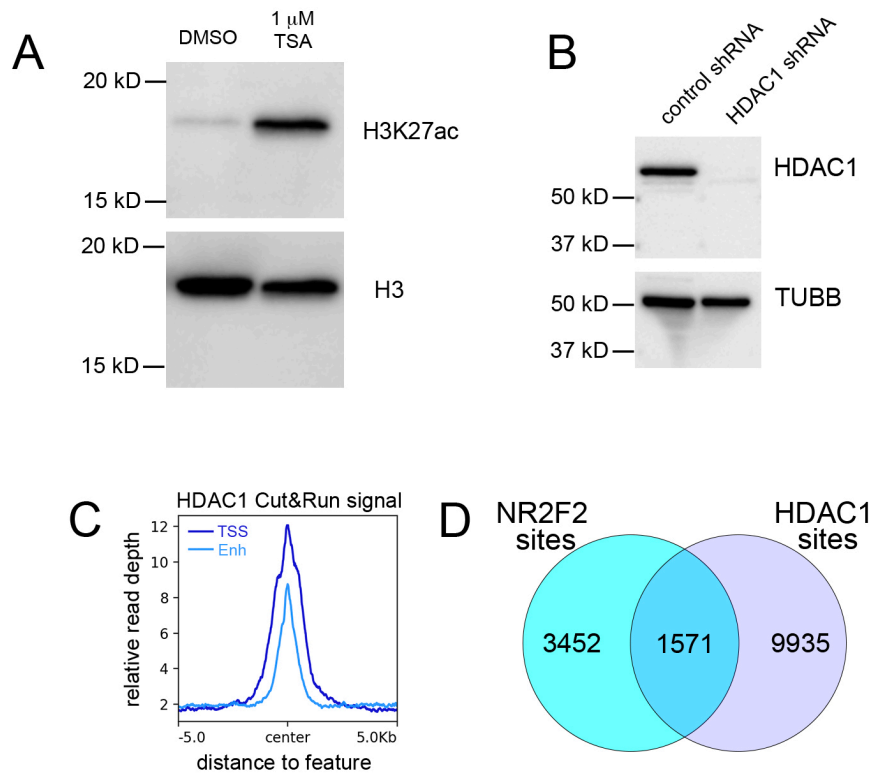 A
DMSO
1 μM
TSA
20 kD
H3K27ac
15 kD
20 kD
H3
15 kD
B
control shRNA
HDAC1 shRNA
HDAC1
50 kD
37 kD
TUBB
50 kD
37 kD
C
HDAC1 Cut&Run signal
TSS
Enh
relative read depth
12
10
8
6
4
2
-5.0
center
5.0Kb
distance to feature
D
NR2F2
sites
HDAC1
sites
3452
1571
9935